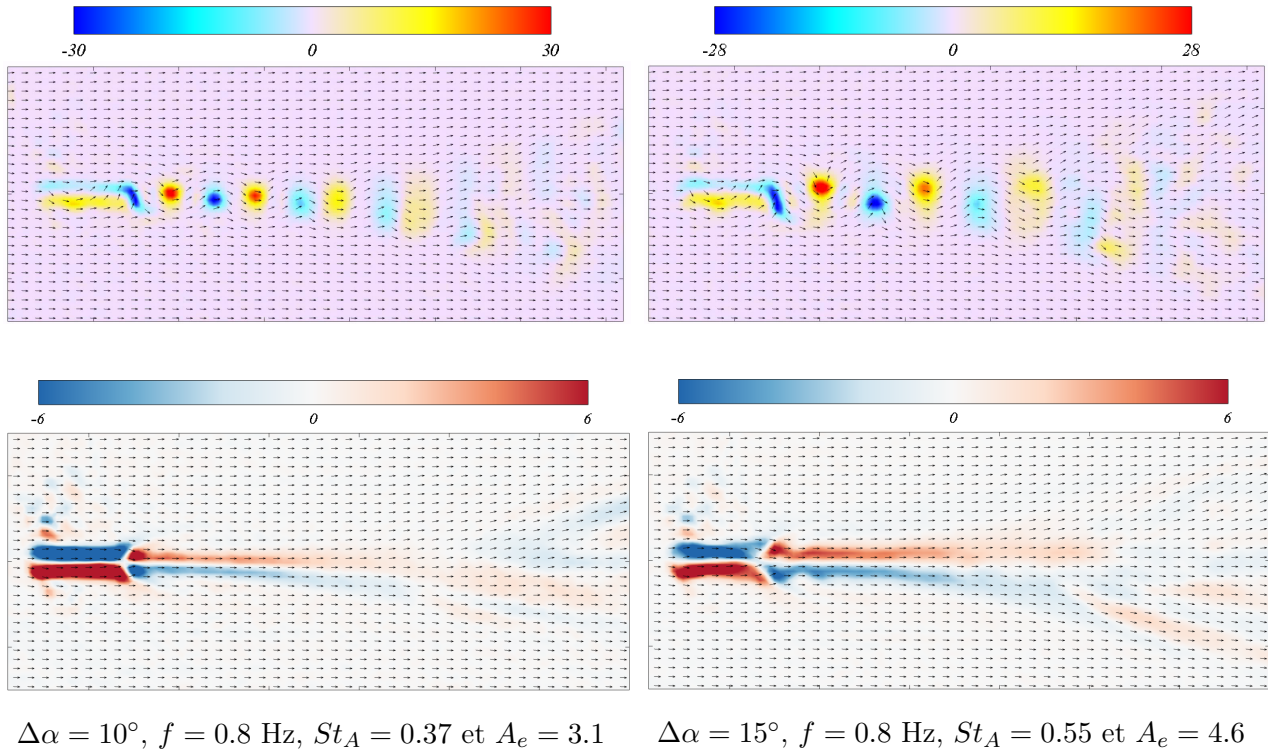 -30 0 30
-28 0 28
-6 0 6
-6 0 6
Δα = 10°, f = 0.8 Hz, St_A = 0.37 et A_e = 3.1
Δα = 15°, f = 0.8 Hz, St_A = 0.55 et A_e = 4.6